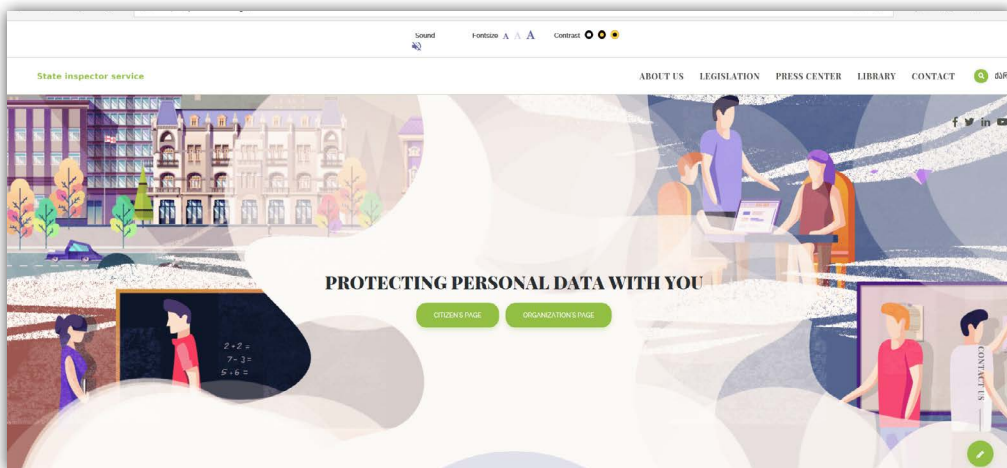 Sound
Fontsize A A A
Contrast
State inspector service
ABOUT US LEGISLATION PRESS CENTER LIBRARY CONTACT
PROTECTING PERSONAL DATA WITH YOU
CITIZEN'S PAGE ORGANIZATION'S PAGE
2+2=
7-3=
5+6=
CONTACT US